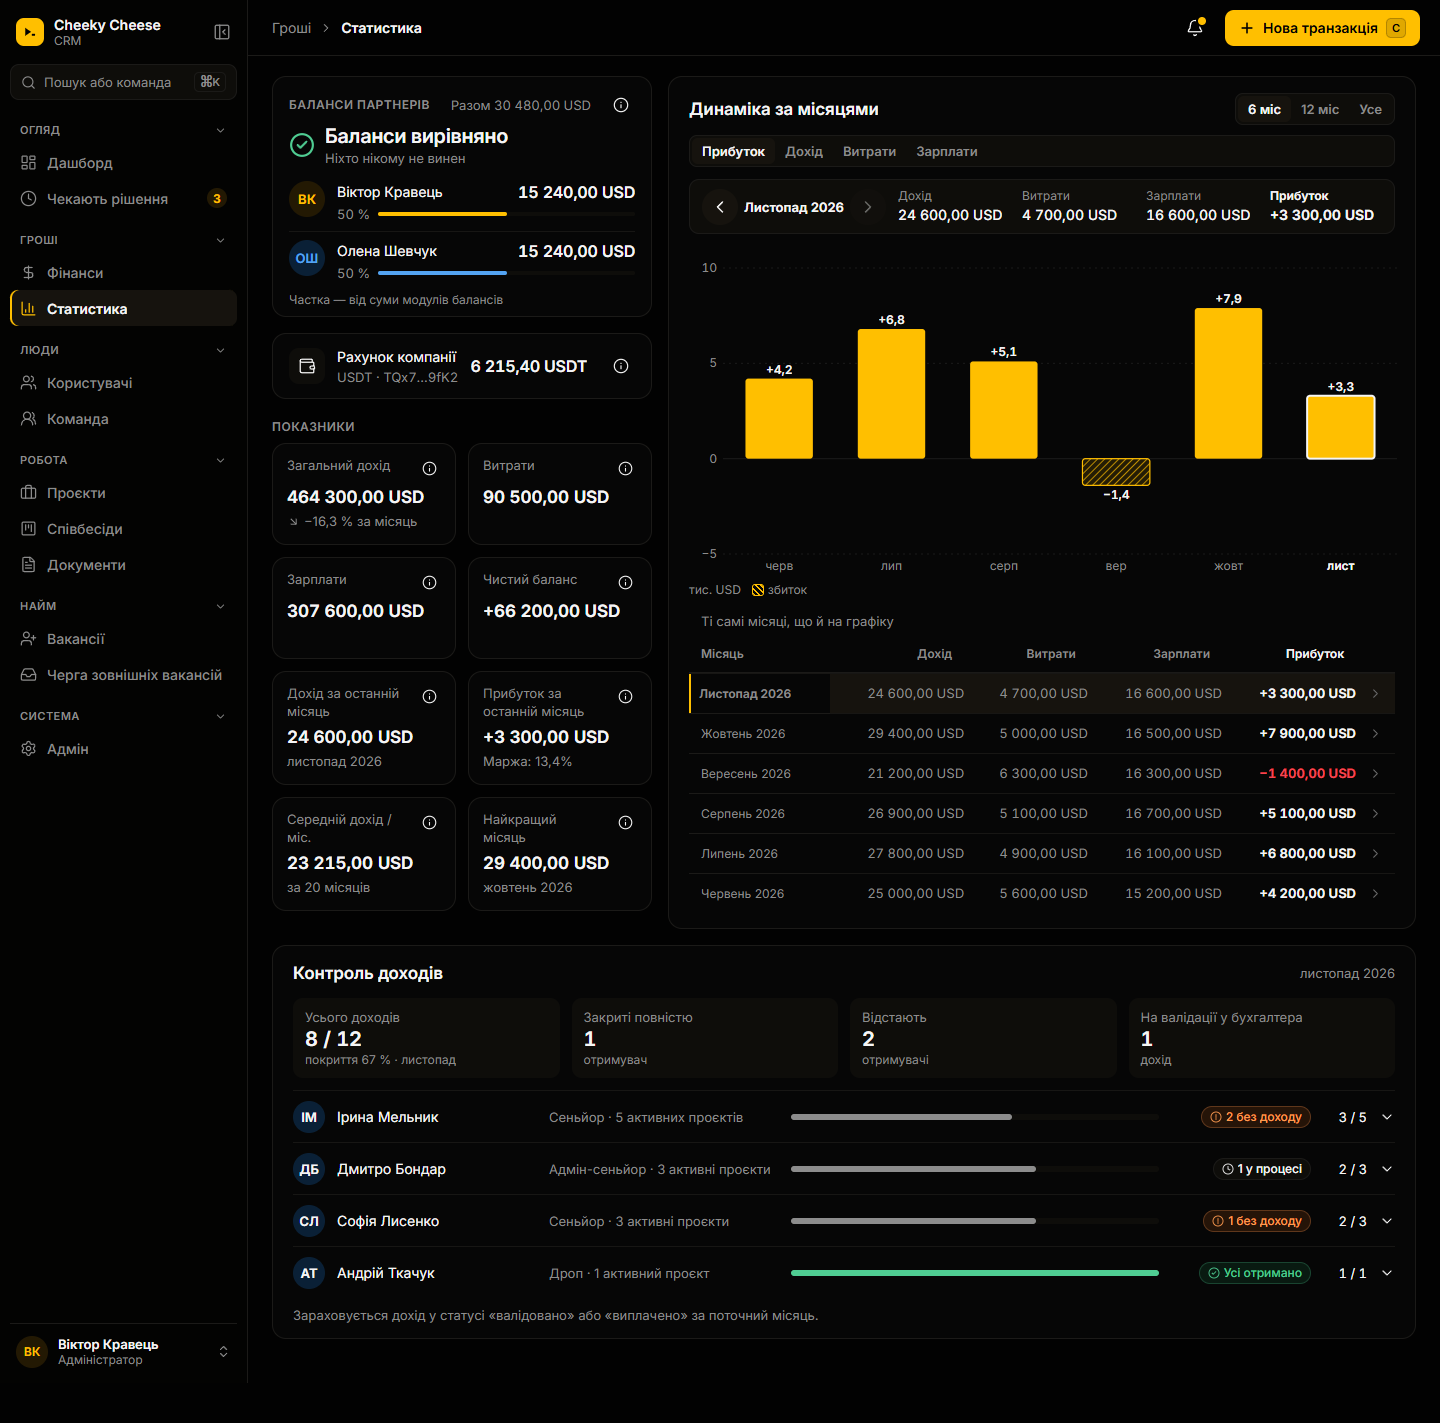 Cheeky Cheese
CRM
Пошук або команда ⌘K
ОГЛЯД
Дашборд
Чекають рішення 3
ГРОШІ
Фінанси
Статистика
ЛЮДИ
Користувачі
Команда
РОБОТА
Проєкти
Співбесіди
Документи
НАЙМ
Вакансії
Черга зовнішніх вакансій
СИСТЕМА
Адмін
ВК Віктор Кравець
Адміністратор
Гроші > Статистика
+ Нова транзакція C
БАЛАНСИ ПАРТНЕРІВ Разом 30 480,00 USD
Баланси вирівняно
Ніхто нікому не винен
ВК Віктор Кравець 15 240,00 USD
50 %
ОШ Олена Шевчук 15 240,00 USD
50 %
Частка — від суми модулів балансів
Рахунок компанії 6 215,40 USDT
USDT · TQx7…9fK2
ПОКАЗНИКИ
Загальний дохід
464 300,00 USD
−16,3 % за місяць
Витрати
90 500,00 USD
Зарплати
307 600,00 USD
Чистий баланс
+66 200,00 USD
Дохід за останній
місяць
24 600,00 USD
листопад 2026
Прибуток за
останній місяць
+3 300,00 USD
Маржа: 13,4%
Середній дохід /
міс.
23 215,00 USD
за 20 місяців
Найкращий
місяць
29 400,00 USD
жовтень 2026
Динаміка за місяцями 6 міс 12 міс Усе
Прибуток Дохід Витрати Зарплати
Листопад 2026
Дохід
24 600,00 USD
Витрати
4 700,00 USD
Зарплати
16 600,00 USD
Прибуток
+3 300,00 USD
10
5
0
−5
+4,2
+6,8
+5,1
−1,4
+7,9
+3,3
черв лип серп вер жовт лист
тис. USD збиток
Ті самі місяці, що й на графіку
Місяць Дохід Витрати Зарплати Прибуток
Листопад 2026 24 600,00 USD 4 700,00 USD 16 600,00 USD +3 300,00 USD
Жовтень 2026 29 400,00 USD 5 000,00 USD 16 500,00 USD +7 900,00 USD
Вересень 2026 21 200,00 USD 6 300,00 USD 16 300,00 USD −1 400,00 USD
Серпень 2026 26 900,00 USD 5 100,00 USD 16 700,00 USD +5 100,00 USD
Липень 2026 27 800,00 USD 4 900,00 USD 16 100,00 USD +6 800,00 USD
Червень 2026 25 000,00 USD 5 600,00 USD 15 200,00 USD +4 200,00 USD
Контроль доходів листопад 2026
Усього доходів
8 / 12
покриття 67 % · листопад
Закриті повністю
1
отримувач
Відстають
2
отримувачі
На валідації у бухгалтера
1
дохід
ІМ Ірина Мельник Сеньйор · 5 активних проєктів 2 без доходу 3 / 5
ДБ Дмитро Бондар Адмін-сеньйор · 3 активні проєкти 1 у процесі 2 / 3
СЛ Софія Лисенко Сеньйор · 3 активні проєкти 1 без доходу 2 / 3
АТ Андрій Ткачук Дроп · 1 активний проєкт Усі отримано 1 / 1
Зараховується дохід у статусі «валідовано» або «виплачено» за поточний місяць.